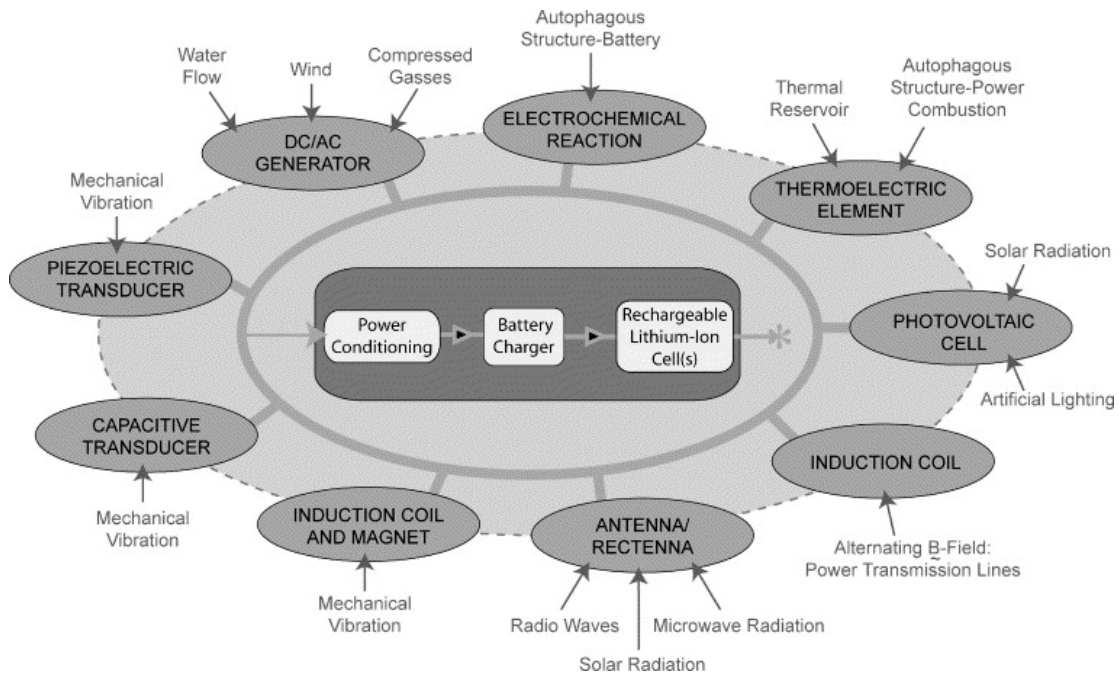 Autophagous
Structure-Battery
Water
Flow
Wind
Compressed
Gasses
Autophagous
Structure-Power
Combustion
Thermal
Reservoir
ELECTROCHEMICAL
REACTION
DC/AC
GENERATOR
Mechanical
Vibration
THERMOELECTRIC
ELEMENT
PIEZOELECTRIC
TRANSDUCER
Solar Radiation
Power
Conditioning
Battery
Charger
Rechargeable
Lithium-Ion
Cell(s)
*
PHOTOVOLTAIC
CELL
Artificial Lighting
CAPACITIVE
TRANSDUCER
INDUCTION COIL
Mechanical
Vibration
INDUCTION COIL
AND MAGNET
ANTENNA/
RECTENNA
Alternating B-Field:
~
Power Transmission Lines
Mechanical
Vibration
Radio Waves
Microwave Radiation
Solar Radiation